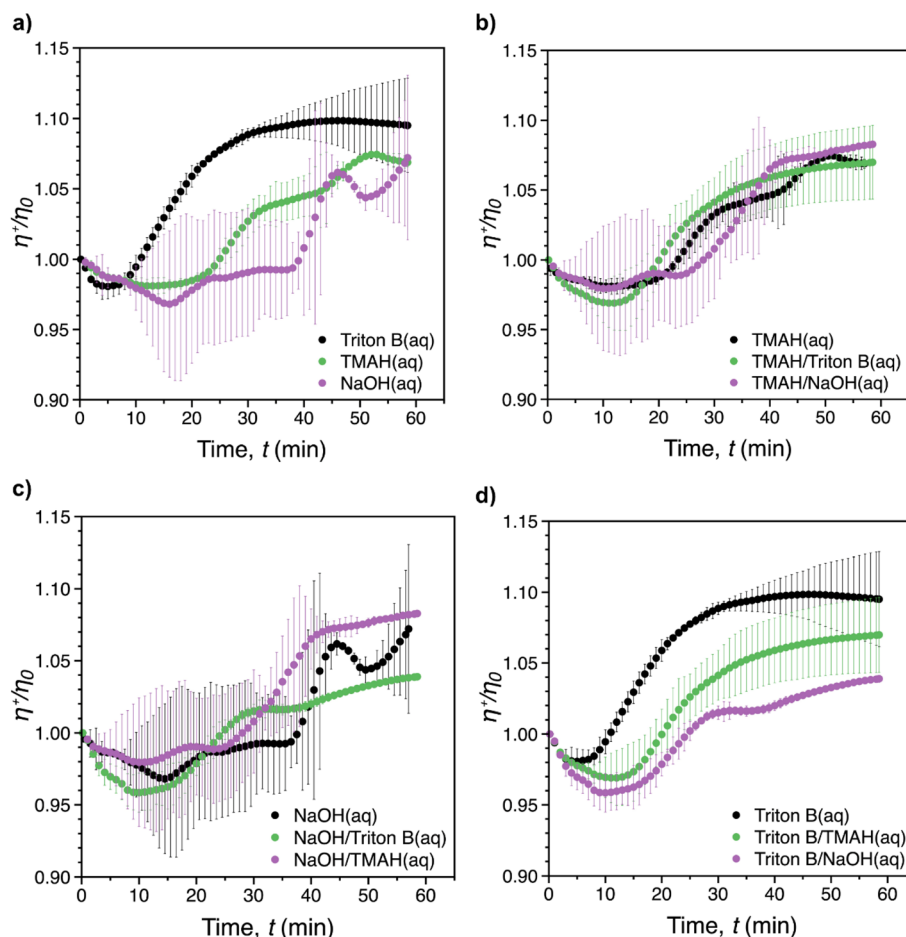 a)
1.15
1.10
1.05
1.00
0.95
0.90
η⁺/η₀
0 10 20 30 40 50 60
Time, t (min)
Triton B(aq)
TMAH(aq)
NaOH(aq)
b)
1.15
1.10
1.05
1.00
0.95
0.90
η⁺/η₀
0 10 20 30 40 50 60
Time, t (min)
TMAH(aq)
TMAH/Triton B(aq)
TMAH/NaOH(aq)
c)
1.15
1.10
1.05
1.00
0.95
0.90
η⁺/η₀
0 10 20 30 40 50 60
Time, t (min)
NaOH(aq)
NaOH/Triton B(aq)
NaOH/TMAH(aq)
d)
1.15
1.10
1.05
1.00
0.95
0.90
η⁺/η₀
0 10 20 30 40 50 60
Time, t (min)
Triton B(aq)
Triton B/TMAH(aq)
Triton B/NaOH(aq)